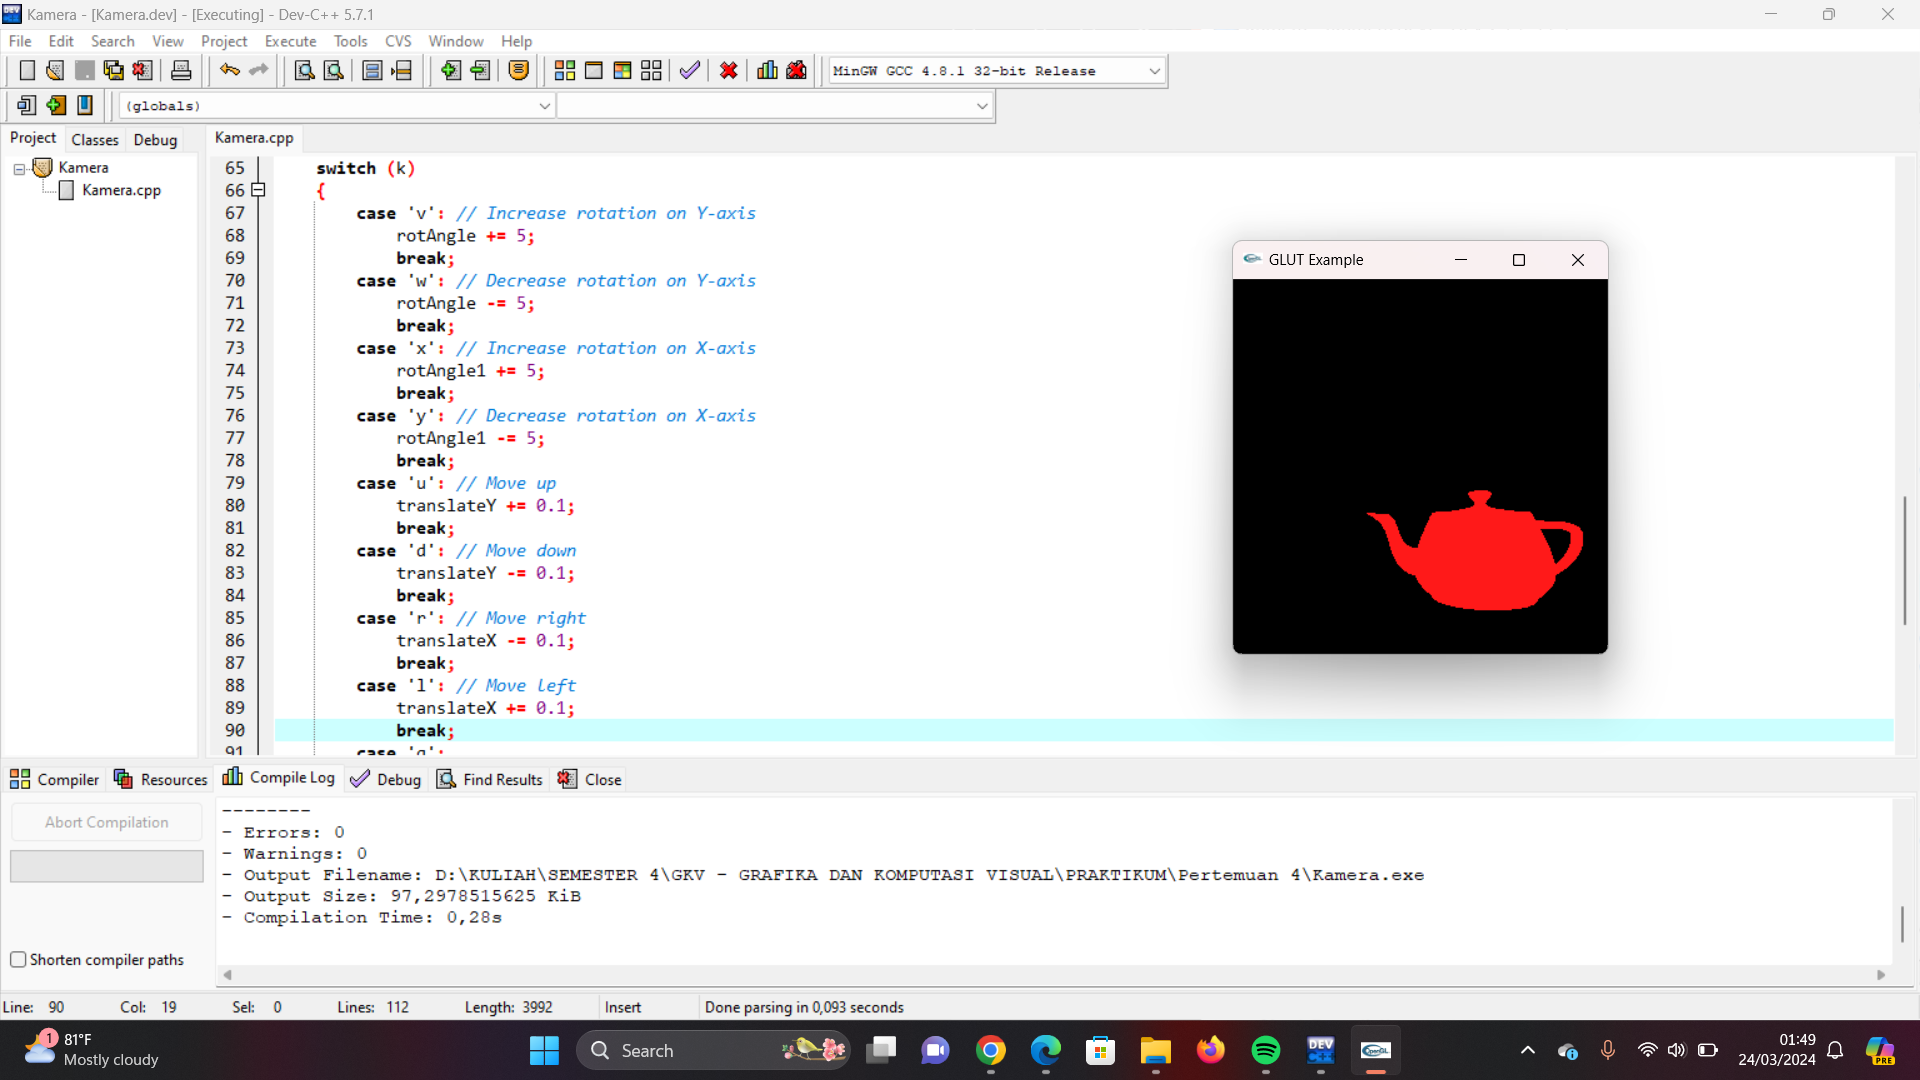 Kamera - [Kamera.dev] - [Executing] - Dev-C++ 5.7.1
File Edit Search View Project Execute Tools CVS Window Help
MinGW GCC 4.8.1 32-bit Release
(globals)
Project Classes Debug
Kamera.cpp
Kamera
Kamera.cpp
65 switch (k)
66 {
67 case 'v': // Increase rotation on Y-axis
68 rotAngle += 5;
69 break;
70 case 'w': // Decrease rotation on Y-axis
71 rotAngle -= 5;
72 break;
73 case 'x': // Increase rotation on X-axis
74 rotAngle1 += 5;
75 break;
76 case 'y': // Decrease rotation on X-axis
77 rotAngle1 -= 5;
78 break;
79 case 'u': // Move up
80 translateY += 0.1;
81 break;
82 case 'd': // Move down
83 translateY -= 0.1;
84 break;
85 case 'r': // Move right
86 translateX -= 0.1;
87 break;
88 case 'l': // Move left
89 translateX += 0.1;
90 break;
91 case 'q':
GLUT Example
Compiler Resources Compile Log Debug Find Results Close
Abort Compilation
Shorten compiler paths
--------
- Errors: 0
- Warnings: 0
- Output Filename: D:\KULIAH\SEMESTER 4\GKV - GRAFIKA DAN KOMPUTASI VISUAL\PRAKTIKUM\Pertemuan 4\Kamera.exe
- Output Size: 97,2978515625 KiB
- Compilation Time: 0,28s
Line: 90 Col: 19 Sel: 0 Lines: 112 Length: 3992 Insert Done parsing in 0,093 seconds
1
81°F
Mostly cloudy
Search
DEV
OpenGL
01:49
24/03/2024
PRE